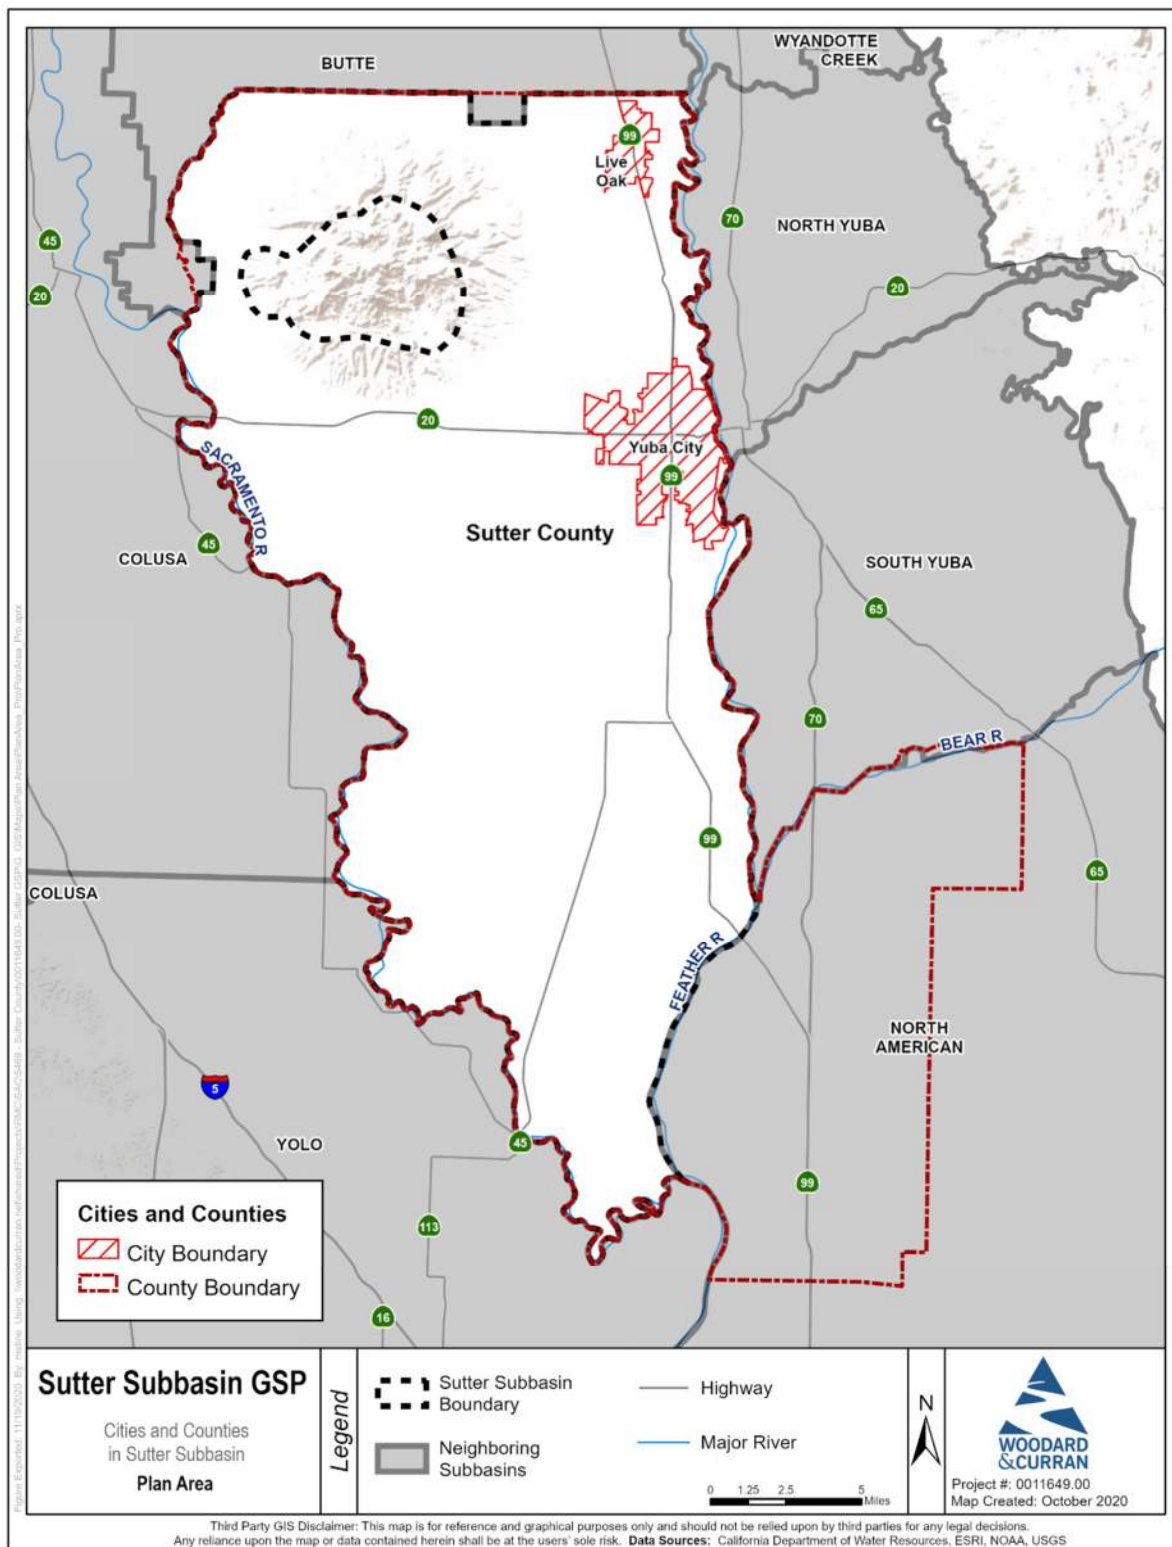 BUTTE
WYANDOTTE
CREEK
99
Live
Oak
70
NORTH YUBA
45
20
20
20
SACRAMENTO R
Yuba City
99
Sutter County
45
COLUSA
SOUTH YUBA
65
70
BEAR R
99
65
COLUSA
FEATHER R
NORTH
AMERICAN
5
YOLO
45
99
113
16
Cities and Counties
City Boundary
County Boundary
Sutter Subbasin GSP
Cities and Counties
in Sutter Subbasin
Plan Area
Legend
Sutter Subbasin
Boundary
Neighboring
Subbasins
Highway
Major River
0 1.25 2.5 5
Miles
N
WOODARD
&CURRAN
Project #: 0011649.00
Map Created: October 2020
Third Party GIS Disclaimer: This map is for reference and graphical purposes only and should not be relied upon by third parties for any legal decisions.
Any reliance upon the map or data contained herein shall be at the users' sole risk. Data Sources: California Department of Water Resources, ESRI, NOAA, USGS